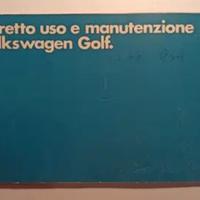 retto uso e manutenzione
lkswagen Golf.